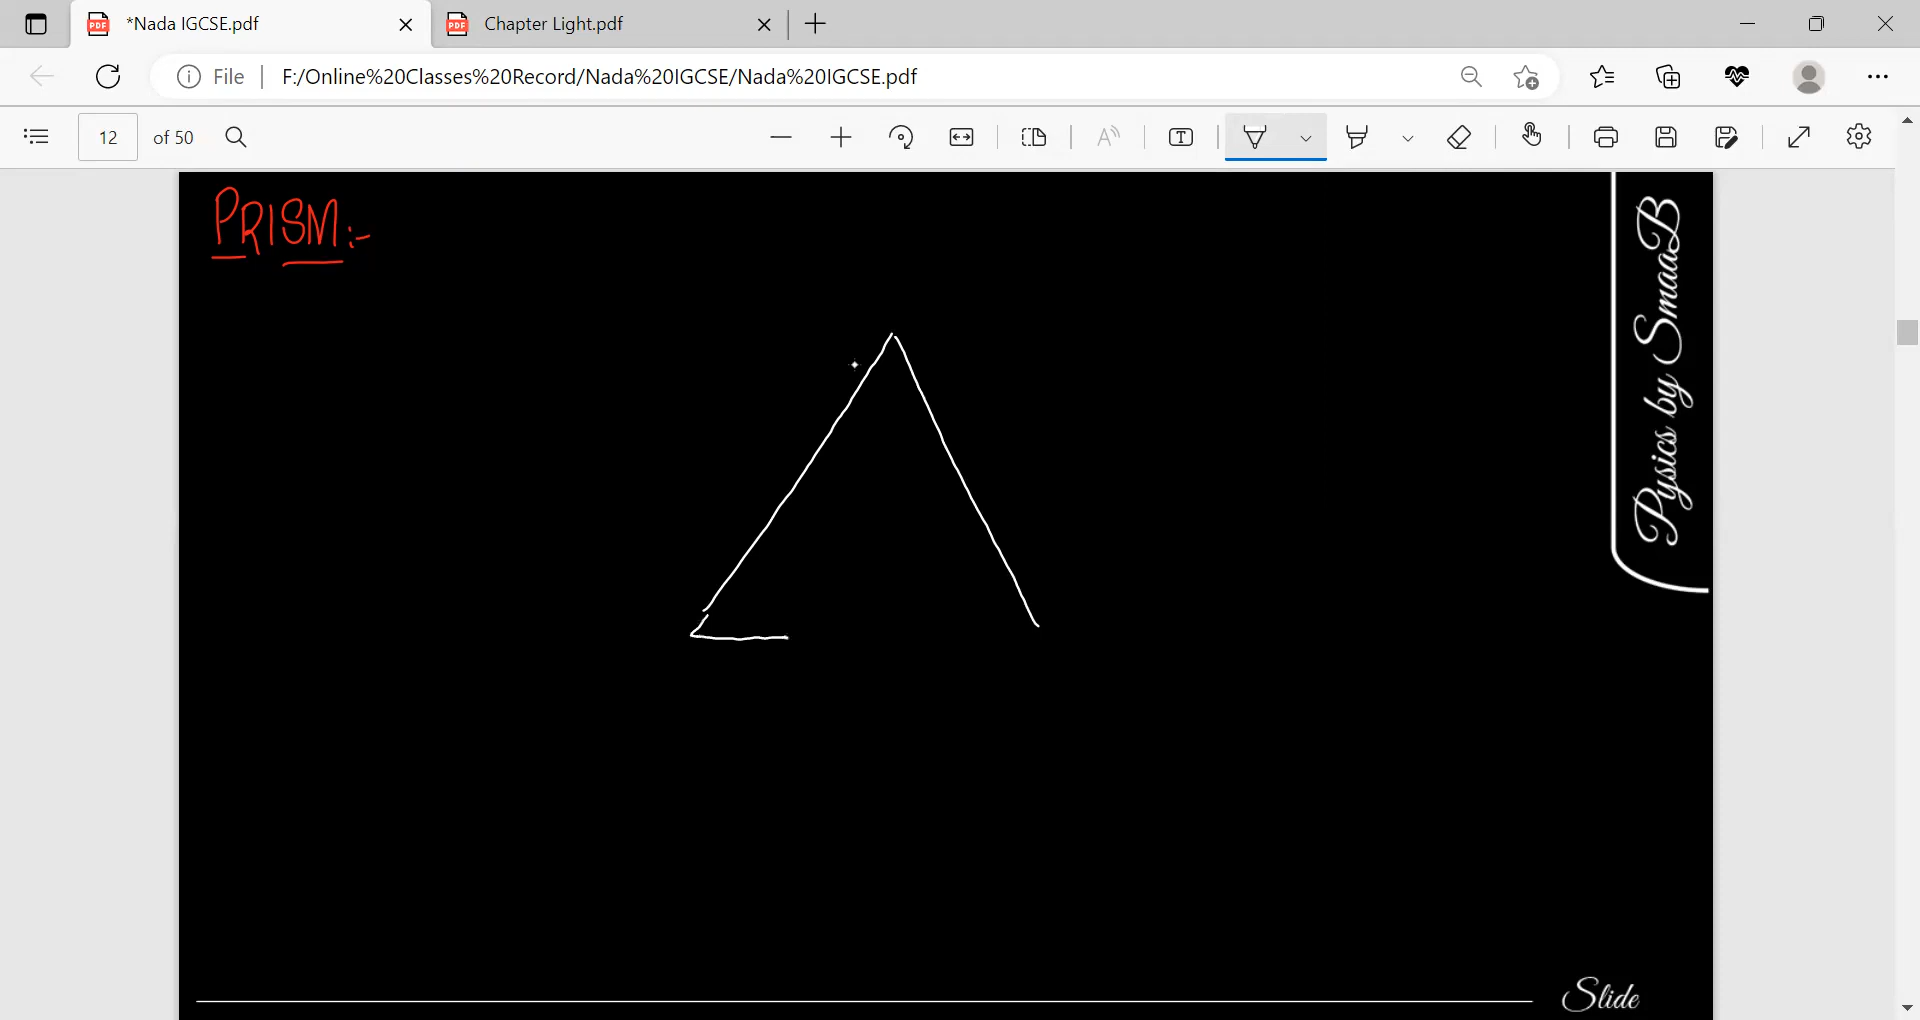 *Nada IGCSE.pdf
Chapter Light.pdf
File
F:/Online%20Classes%20Record/Nada%20IGCSE/Nada%20IGCSE.pdf
12 of 50
PRISM:-
Pysics by SmaaB
Slide